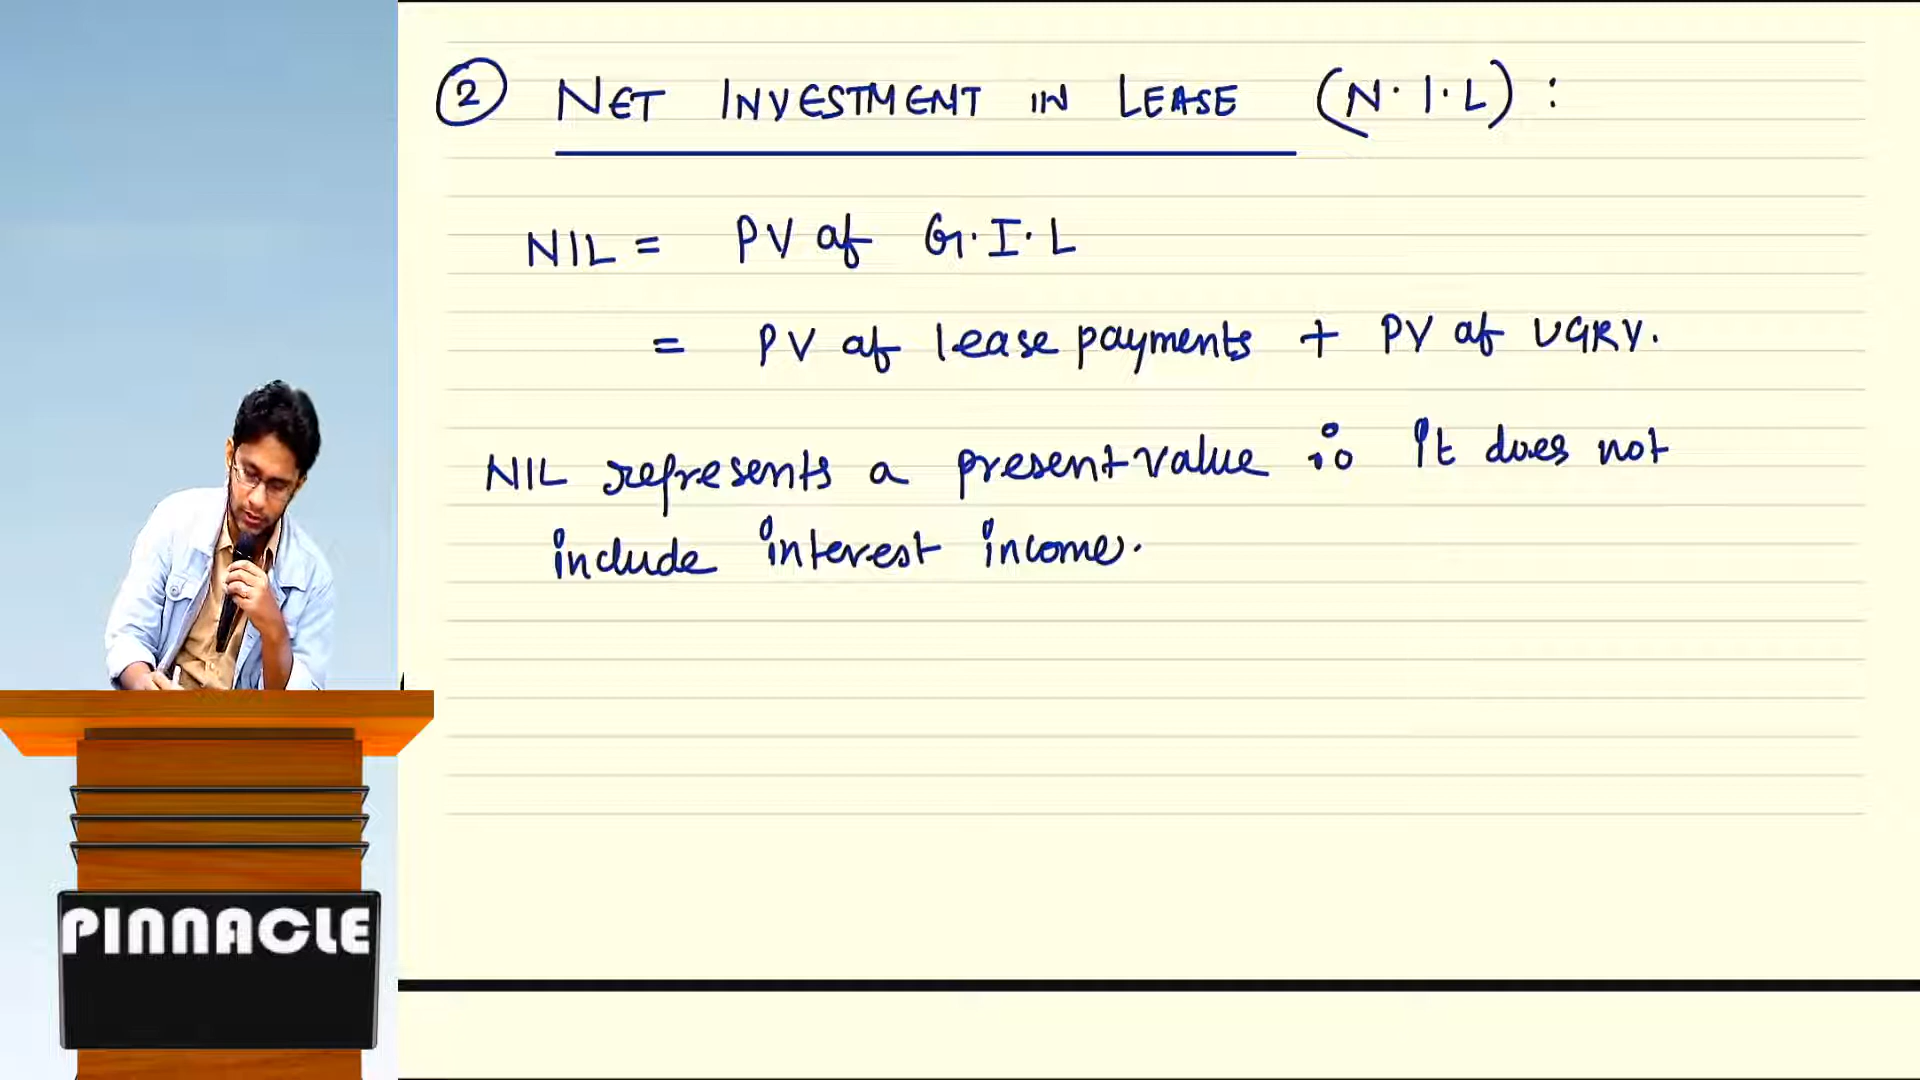 ② NET INVESTMENT IN LEASE (N.I.L) :
NIL = PV of G.I.L
= PV of lease payments + PV of UGRV.
NIL represents a present value ∴ It does not
include interest income.
PINNACLE